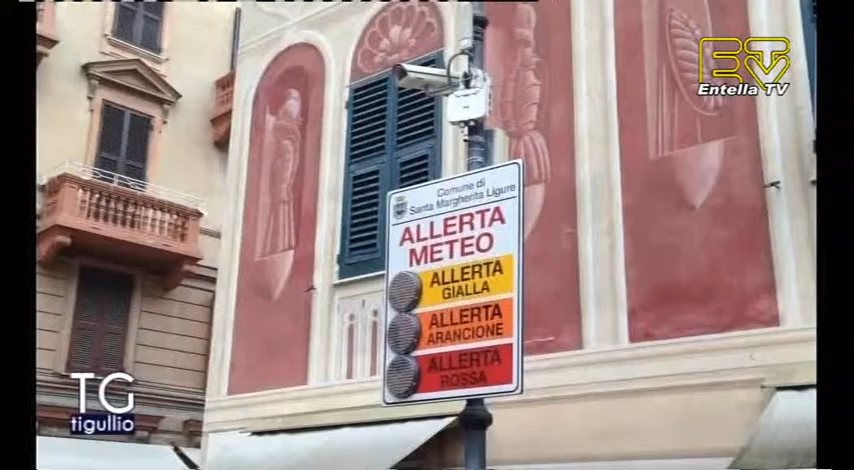 ETV
Entella TV
Comune di
Santa Margherita Ligure
ALLERTA
METEO
ALLERTA
GIALLA
ALLERTA
ARANCIONE
ALLERTA
ROSSA
TG
tigullio